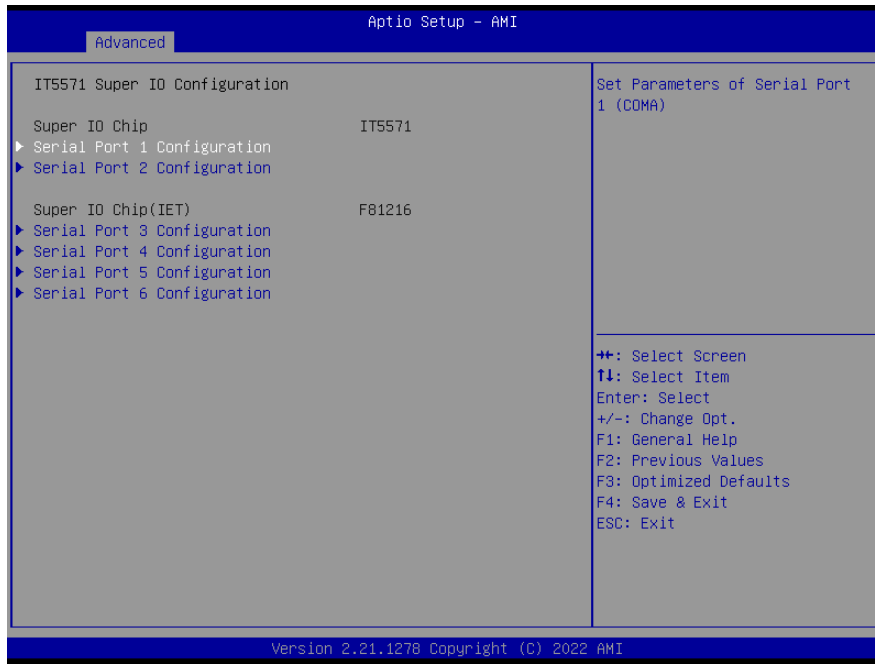 Aptio Setup – AMI
Advanced
IT5571 Super IO Configuration
Super IO Chip IT5571
Serial Port 1 Configuration
Serial Port 2 Configuration
Super IO Chip(IET) F81216
Serial Port 3 Configuration
Serial Port 4 Configuration
Serial Port 5 Configuration
Serial Port 6 Configuration
Set Parameters of Serial Port
1 (COMA)
→←: Select Screen
↑↓: Select Item
Enter: Select
+/-: Change Opt.
F1: General Help
F2: Previous Values
F3: Optimized Defaults
F4: Save & Exit
ESC: Exit
Version 2.21.1278 Copyright (C) 2022 AMI